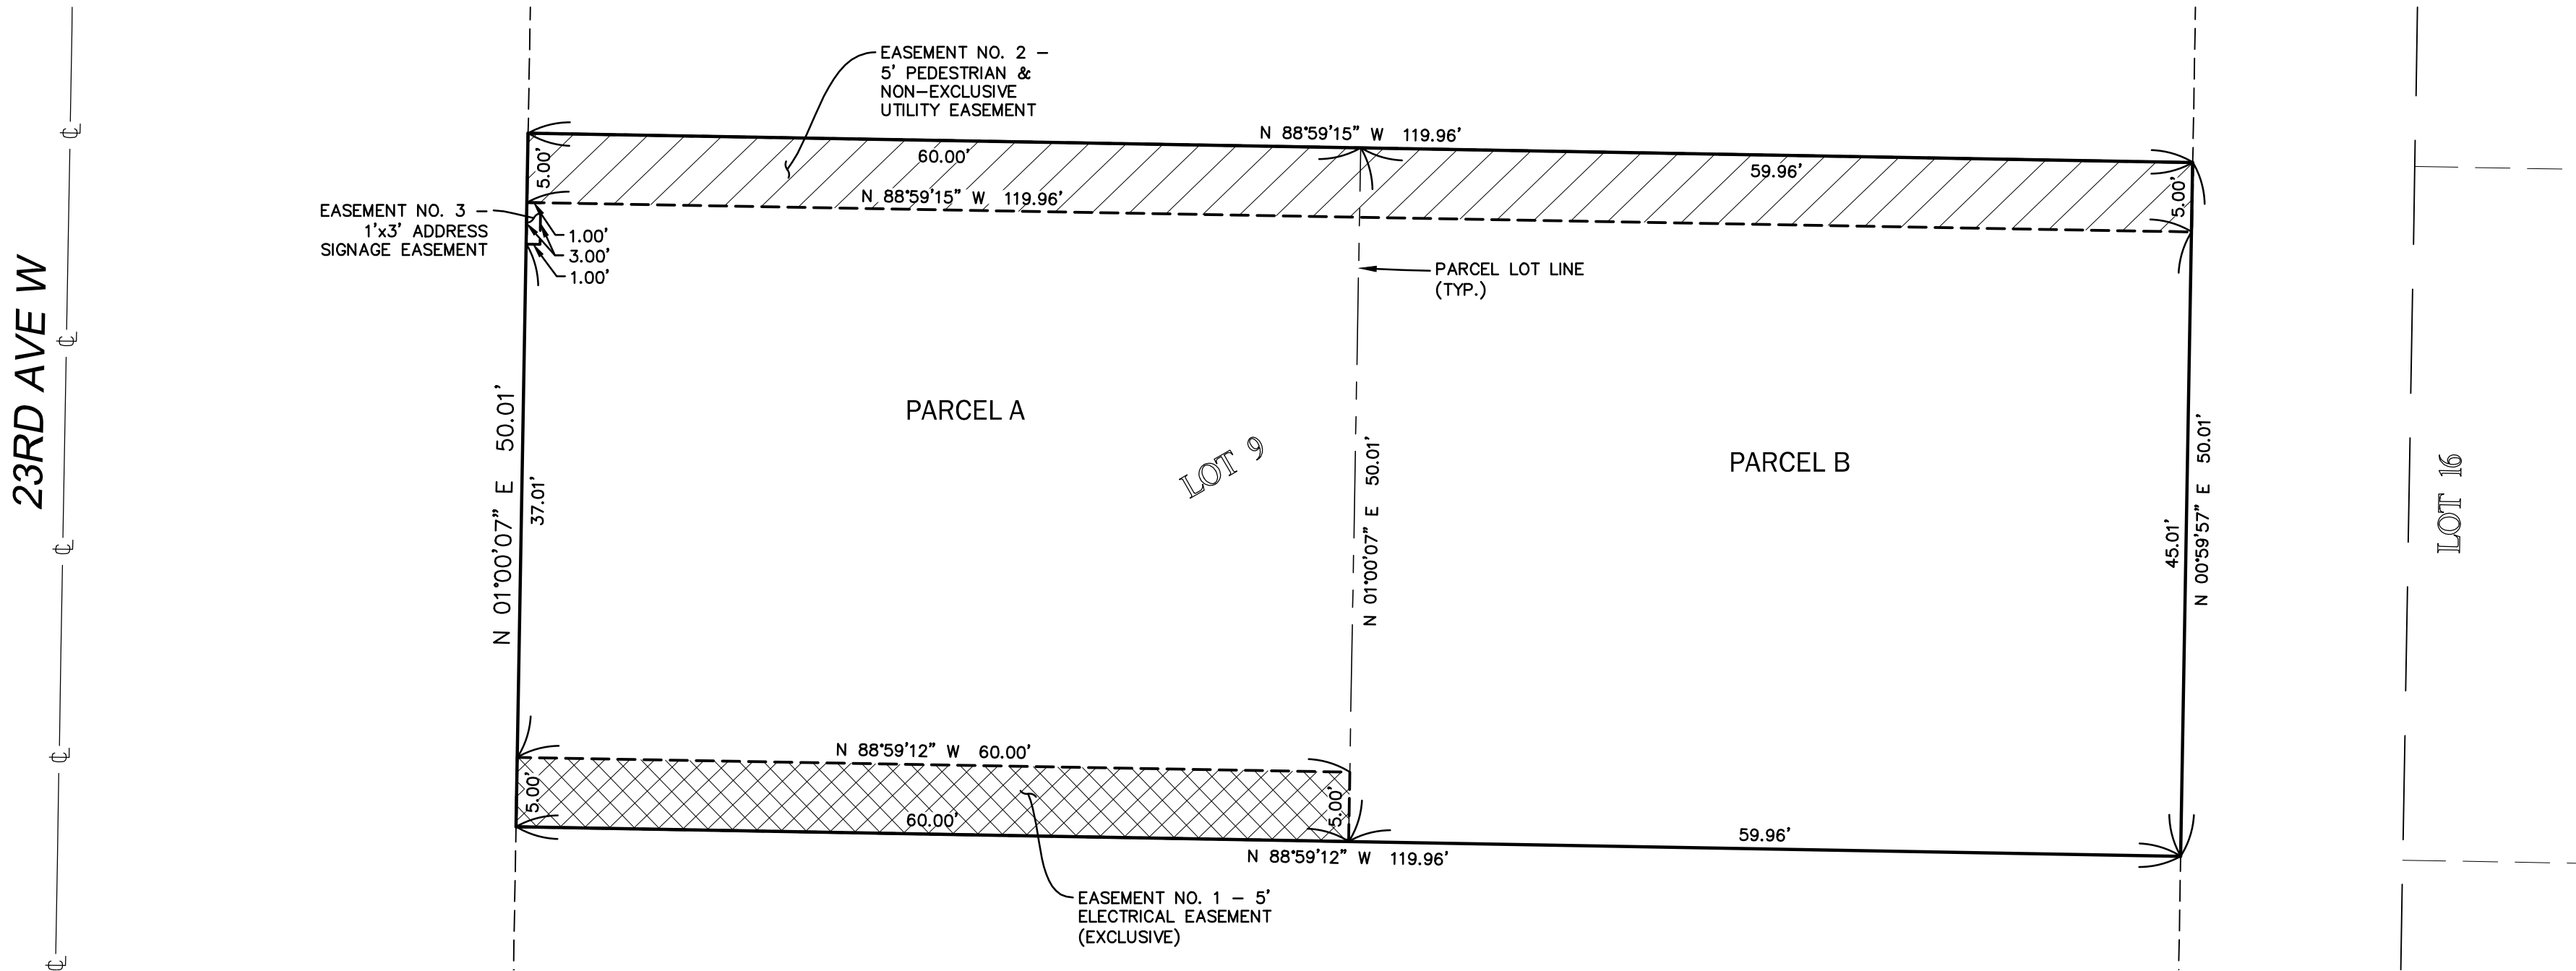 EASEMENT NO. 2 –
5' PEDESTRIAN &
NON-EXCLUSIVE
UTILITY EASEMENT
N 88°59'15" W 119.96'
60.00'
59.96'
5.00'
5.00'
N 88°59'15" W 119.96'
EASEMENT NO. 3 –
1'x3' ADDRESS
SIGNAGE EASEMENT
1.00'
3.00'
1.00'
PARCEL LOT LINE
(TYP.)
23RD AVE W
N 01°00'07" E 50.01'
37.01'
PARCEL A
LOT 9
N 01°00'07" E 50.01'
PARCEL B
45.01'
N 00°59'57" E 50.01'
LOT 16
N 88°59'12" W 60.00'
5.00'
60.00'
5.00'
59.96'
N 88°59'12" W 119.96'
EASEMENT NO. 1 – 5'
ELECTRICAL EASEMENT
(EXCLUSIVE)